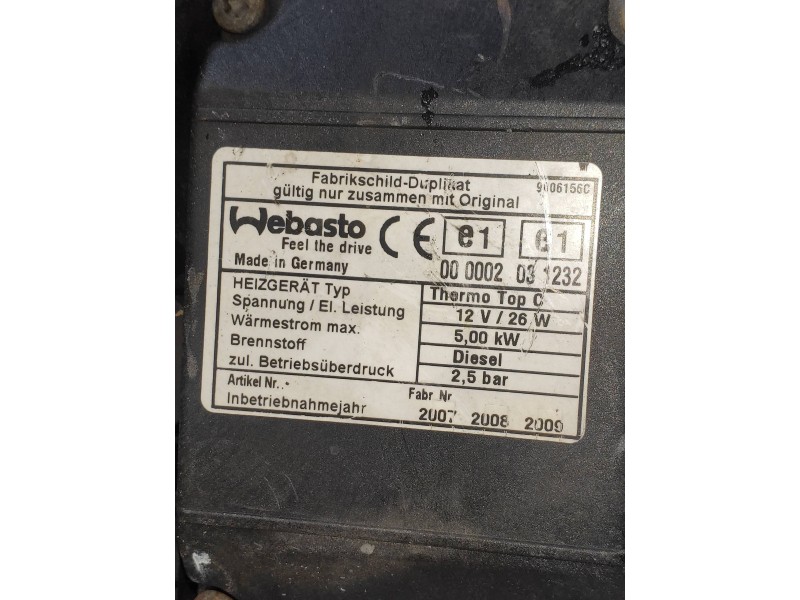 Fabrikschild-Duplikat 9006156C
gültig nur zusammen mit Original
Webasto CE e1 e1
Feel the drive
Made in Germany 00 0002 03 1232
HEIZGERÄT Typ Thermo Top C
Spannung / El. Leistung 12 V / 26 W
Wärmestrom max. 5,00 kW
Brennstoff Diesel
zul. Betriebsüberdruck 2,5 bar
Artikel Nr.: Fabr Nr
Inbetriebnahmejahr 2007 2008 2009